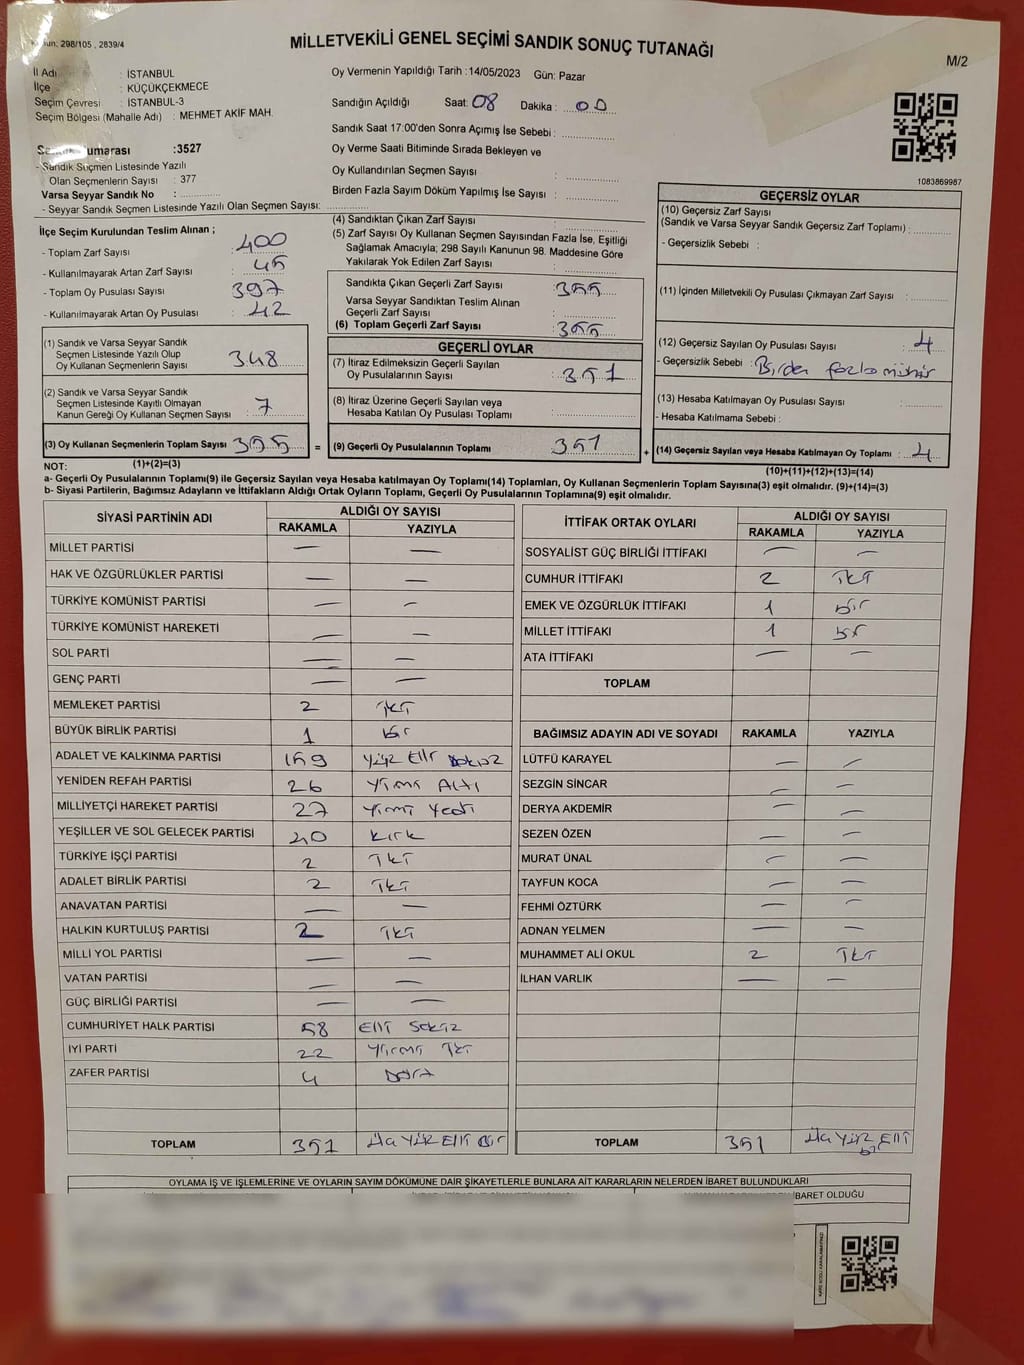 Kanun: 298/105 , 2839/4
MİLLETVEKİLİ GENEL SEÇİMİ SANDIK SONUÇ TUTANAĞI
M/2
İl Adı : İSTANBUL
İlçe : KÜÇÜKÇEKMECE
Seçim Çevresi : İSTANBUL-3
Seçim Bölgesi (Mahalle Adı) : MEHMET AKİF MAH.
Sandık Numarası :3527
- Sandık Seçmen Listesinde Yazılı
Olan Seçmenlerin Sayısı : 377
Varsa Seyyar Sandık No :
- Seyyar Sandık Seçmen Listesinde Yazılı Olan Seçmen Sayısı:
Oy Vermenin Yapıldığı Tarih :14/05/2023 Gün: Pazar
Sandığın Açıldığı Saat: 08 Dakika : 00
Sandık Saat 17:00'den Sonra Açımış İse Sebebi :
Oy Verme Saati Bitiminde Sırada Bekleyen ve
Oy Kullandırılan Seçmen Sayısı :
Birden Fazla Sayım Döküm Yapılmış İse Sayısı :
1083869987
İlçe Seçim Kurulundan Teslim Alınan ;
- Toplam Zarf Sayısı : 400
- Kullanılmayarak Artan Zarf Sayısı : 45
- Toplam Oy Pusulası Sayısı : 397
- Kullanılmayarak Artan Oy Pusulası : 42
(1) Sandık ve Varsa Seyyar Sandık
Seçmen Listesinde Yazılı Olup
Oy Kullanan Seçmenlerin Sayısı : 348
(2) Sandık ve Varsa Seyyar Sandık
Seçmen Listesinde Kayıtlı Olmayan
Kanun Gereği Oy Kullanan Seçmen Sayısı : 7
(3) Oy Kullanan Seçmenlerin Toplam Sayısı : 355 =
(4) Sandıktan Çıkan Zarf Sayısı :
(5) Zarf Sayısı Oy Kullanan Seçmen Sayısından Fazla İse, Eşitliği
Sağlamak Amacıyla; 298 Sayılı Kanunun 98. Maddesine Göre
Yakılarak Yok Edilen Zarf Sayısı :
Sandıkta Çıkan Geçerli Zarf Sayısı : 355
Varsa Seyyar Sandıktan Teslim Alınan
Geçerli Zarf Sayısı :
(6) Toplam Geçerli Zarf Sayısı : 355
GEÇERLİ OYLAR
(7) İtiraz Edilmeksizin Geçerli Sayılan
Oy Pusulalarının Sayısı : 351
(8) İtiraz Üzerine Geçerli Sayılan veya
Hesaba Katılan Oy Pusulası Toplamı :
(9) Geçerli Oy Pusulalarının Toplamı : 351 +
GEÇERSİZ OYLAR
(10) Geçersiz Zarf Sayısı
(Sandık ve Varsa Seyyar Sandık Geçersiz Zarf Toplamı) :
- Geçersizlik Sebebi :
(11) İçinden Milletvekili Oy Pusulası Çıkmayan Zarf Sayısı :
(12) Geçersiz Sayılan Oy Pusulası Sayısı : 4
- Geçersizlik Sebebi : Birden fazla mühür
(13) Hesaba Katılmayan Oy Pusulası Sayısı :
- Hesaba Katılmama Sebebi :
(14) Geçersiz Sayılan veya Hesaba Katılmayan Oy Toplamı : 4
NOT: (1)+(2)=(3) (10)+(11)+(12)+(13)=(14)
a- Geçerli Oy Pusulalarının Toplamı(9) ile Geçersiz Sayılan veya Hesaba katılmayan Oy Toplamı(14) Toplamları, Oy Kullanan Seçmenlerin Toplam Sayısına(3) eşit olmalıdır. (9)+(14)=(3)
b- Siyasi Partilerin, Bağımsız Adayların ve İttifakların Aldığı Ortak Oyların Toplamı, Geçerli Oy Pusulalarının Toplamına(9) eşit olmalıdır.
SİYASİ PARTİNİN ADI ALDIĞI OY SAYISI
RAKAMLA YAZIYLA
MİLLET PARTİSİ — —
HAK VE ÖZGÜRLÜKLER PARTİSİ — —
TÜRKİYE KOMÜNİST PARTİSİ — —
TÜRKİYE KOMÜNİST HAREKETİ — —
SOL PARTİ — —
GENÇ PARTİ — —
MEMLEKET PARTİSİ 2 İKİ
BÜYÜK BİRLİK PARTİSİ 1 bir
ADALET VE KALKINMA PARTİSİ 159 Yüz Elli Dokuz
YENİDEN REFAH PARTİSİ 26 Yirmi Altı
MİLLİYETÇİ HAREKET PARTİSİ 27 Yirmi Yedi
YEŞİLLER VE SOL GELECEK PARTİSİ 40 Kırk
TÜRKİYE İŞÇİ PARTİSİ 2 İKİ
ADALET BİRLİK PARTİSİ 2 İKİ
ANAVATAN PARTİSİ — —
HALKIN KURTULUŞ PARTİSİ 2 İKİ
MİLLİ YOL PARTİSİ — —
VATAN PARTİSİ — —
GÜÇ BİRLİĞİ PARTİSİ — —
CUMHURİYET HALK PARTİSİ 58 Elli Sekiz
İYİ PARTİ 22 Yirmi İki
ZAFER PARTİSİ 4 Dört
TOPLAM 351 Üç Yüz Elli Bir
İTTİFAK ORTAK OYLARI ALDIĞI OY SAYISI
RAKAMLA YAZIYLA
SOSYALİST GÜÇ BİRLİĞİ İTTİFAKI — —
CUMHUR İTTİFAKI 2 İKİ
EMEK VE ÖZGÜRLÜK İTTİFAKI 1 bir
MİLLET İTTİFAKI 1 bir
ATA İTTİFAKI — —
TOPLAM
BAĞIMSIZ ADAYIN ADI VE SOYADI RAKAMLA YAZIYLA
LÜTFÜ KARAYEL — —
SEZGİN SİNCAR — —
DERYA AKDEMİR — —
SEZEN ÖZEN — —
MURAT ÜNAL — —
TAYFUN KOCA — —
FEHMİ ÖZTÜRK — —
ADNAN YELMEN — —
MUHAMMET ALİ OKUL 2 İKİ
İLHAN VARLIK — —
TOPLAM 351 Üç Yüz Elli
bir
OYLAMA İŞ VE İŞLEMLERİNE VE OYLARIN SAYIM DÖKÜMÜNE DAİR ŞİKAYETLERLE BUNLARA AİT KARARLARIN NELERDEN İBARET BULUNDUKLARI
İBARET OLDUĞU